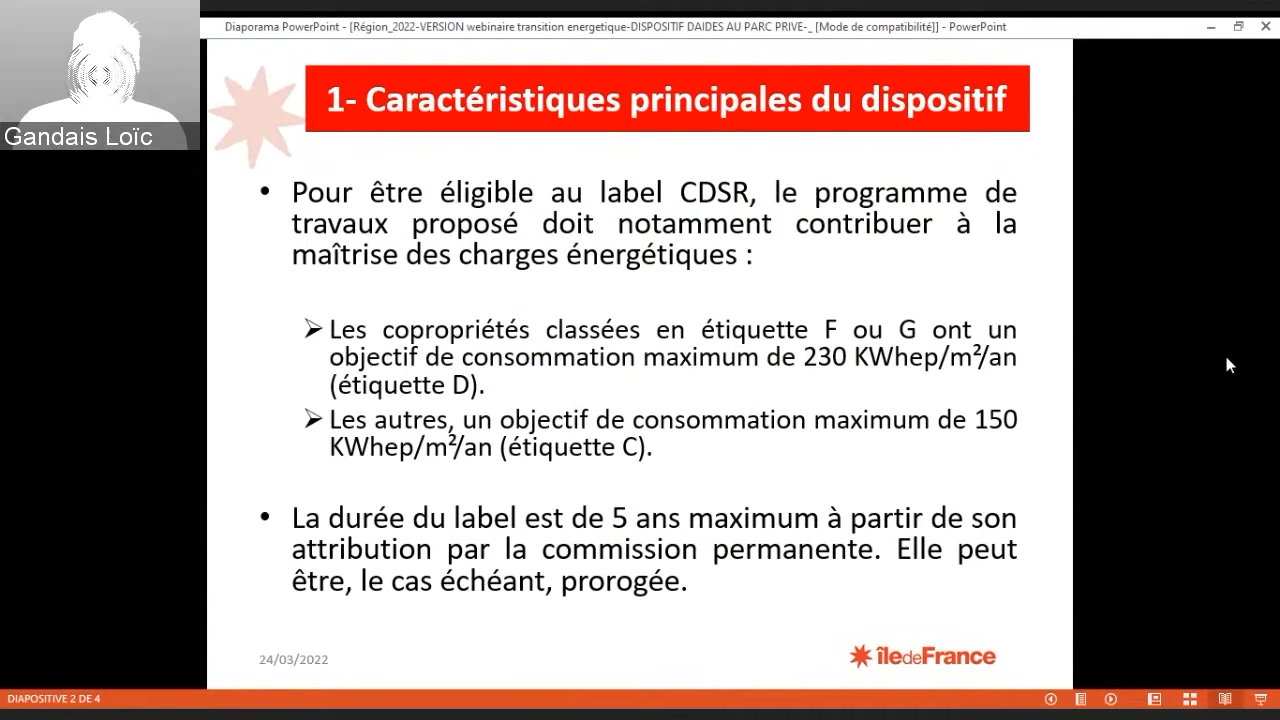 Diaporama PowerPoint - [Région_2022-VERSION webinaire transition energetique-DISPOSITIF DAIDES AU PARC PRIVE-_ [Mode de compatibilité]] - PowerPoint
Gandais Loïc
1- Caractéristiques principales du dispositif
• Pour être éligible au label CDSR, le programme de
travaux proposé doit notamment contribuer à la
maîtrise des charges énergétiques :
➢ Les copropriétés classées en étiquette F ou G ont un
objectif de consommation maximum de 230 KWhep/m²/an
(étiquette D).
➢ Les autres, un objectif de consommation maximum de 150
KWhep/m²/an (étiquette C).
• La durée du label est de 5 ans maximum à partir de son
attribution par la commission permanente. Elle peut
être, le cas échéant, prorogée.
24/03/2022
îledeFrance
DIAPOSITIVE 2 DE 4